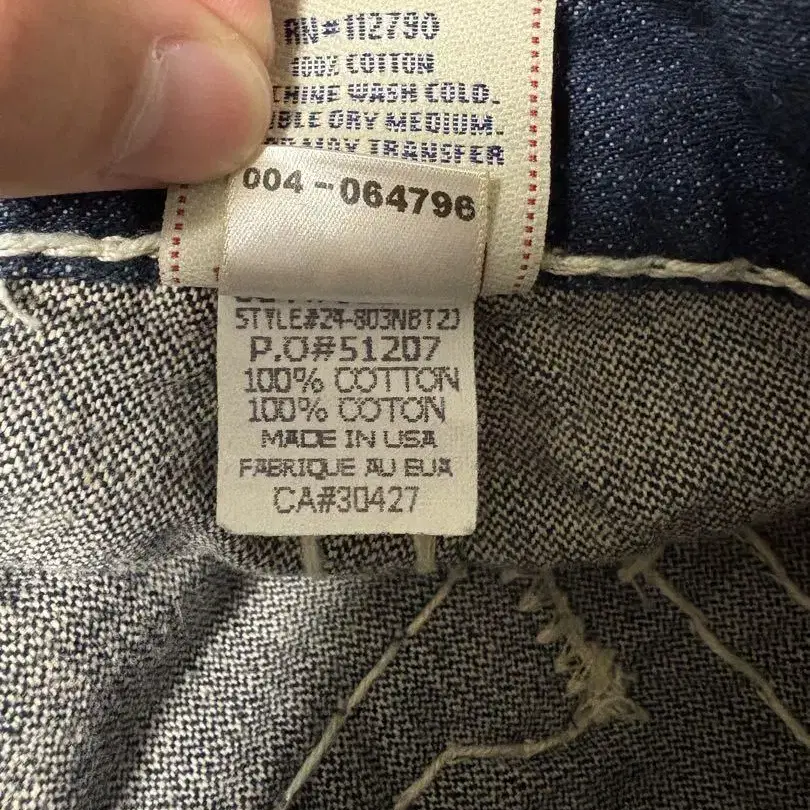 RN#112790
100% COTTON
CHINE WASH COLD.
BLE DRY MEDIUM.
MAY TRANSFER
004-064796
STYLE#24-803NBT2J
P.O#51207
100% COTTON
100% COTON
MADE IN USA
FABRIQUE AU EUA
CA#30427